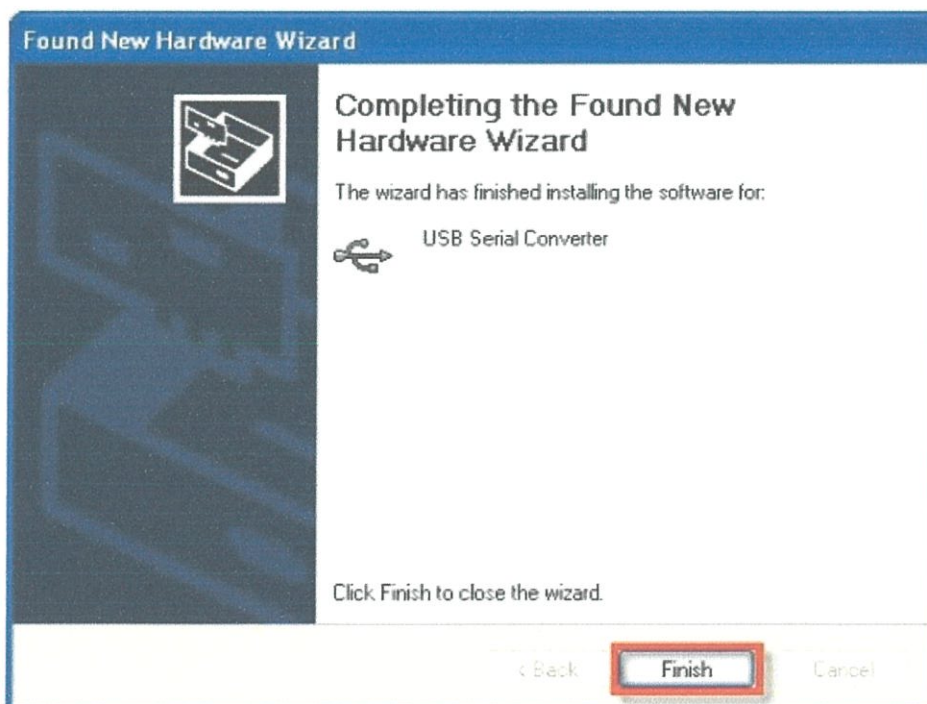 Found New Hardware Wizard
Completing the Found New
Hardware Wizard
The wizard has finished installing the software for:
USB Serial Converter
Click Finish to close the wizard.
< Back
Finish
Cancel